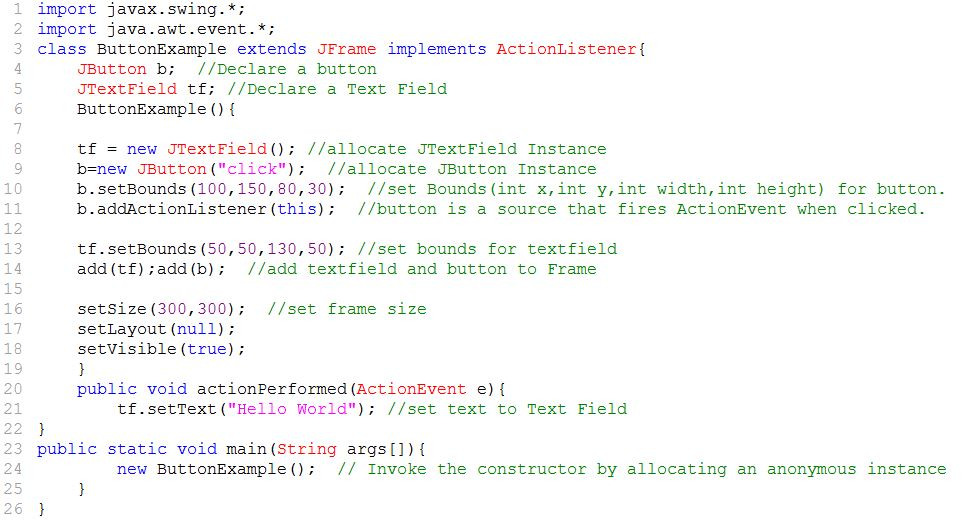 1 import javax.swing.*;
2 import java.awt.event.*;
3 class ButtonExample extends JFrame implements ActionListener{
4     JButton b;  //Declare a button
5     JTextField tf; //Declare a Text Field
6     ButtonExample(){
7
8     tf = new JTextField(); //allocate JTextField Instance
9     b=new JButton("click");  //allocate JButton Instance
10     b.setBounds(100,150,80,30);  //set Bounds(int x,int y,int width,int height) for button.
11     b.addActionListener(this);  //button is a source that fires ActionEvent when clicked.
12
13     tf.setBounds(50,50,130,50); //set bounds for textfield
14     add(tf);add(b);  //add textfield and button to Frame
15
16     setSize(300,300);  //set frame size
17     setLayout(null);
18     setVisible(true);
19     }
20     public void actionPerformed(ActionEvent e){
21         tf.setText("Hello World"); //set text to Text Field
22 }
23 public static void main(String args[]){
24         new ButtonExample();  // Invoke the constructor by allocating an anonymous instance
25     }
26 }